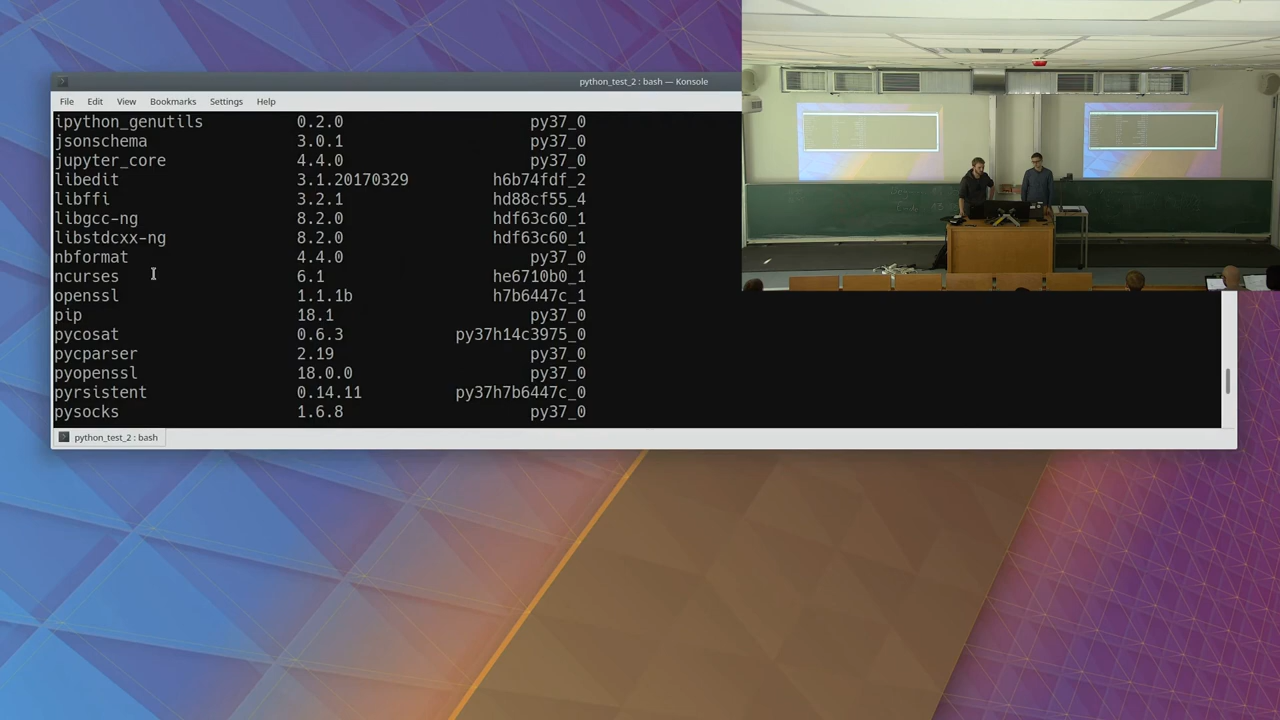 python_test_2 : bash — Konsole
File Edit View Bookmarks Settings Help
ipython_genutils 0.2.0 py37_0
jsonschema 3.0.1 py37_0
jupyter_core 4.4.0 py37_0
libedit 3.1.20170329 h6b74fdf_2
libffi 3.2.1 hd88cf55_4
libgcc-ng 8.2.0 hdf63c60_1
libstdcxx-ng 8.2.0 hdf63c60_1
nbformat 4.4.0 py37_0
ncurses 6.1 he6710b0_1
openssl 1.1.1b h7b6447c_1
pip 18.1 py37_0
pycosat 0.6.3 py37h14c3975_0
pycparser 2.19 py37_0
pyopenssl 18.0.0 py37_0
pyrsistent 0.14.11 py37h7b6447c_0
pysocks 1.6.8 py37_0
python_test_2 : bash